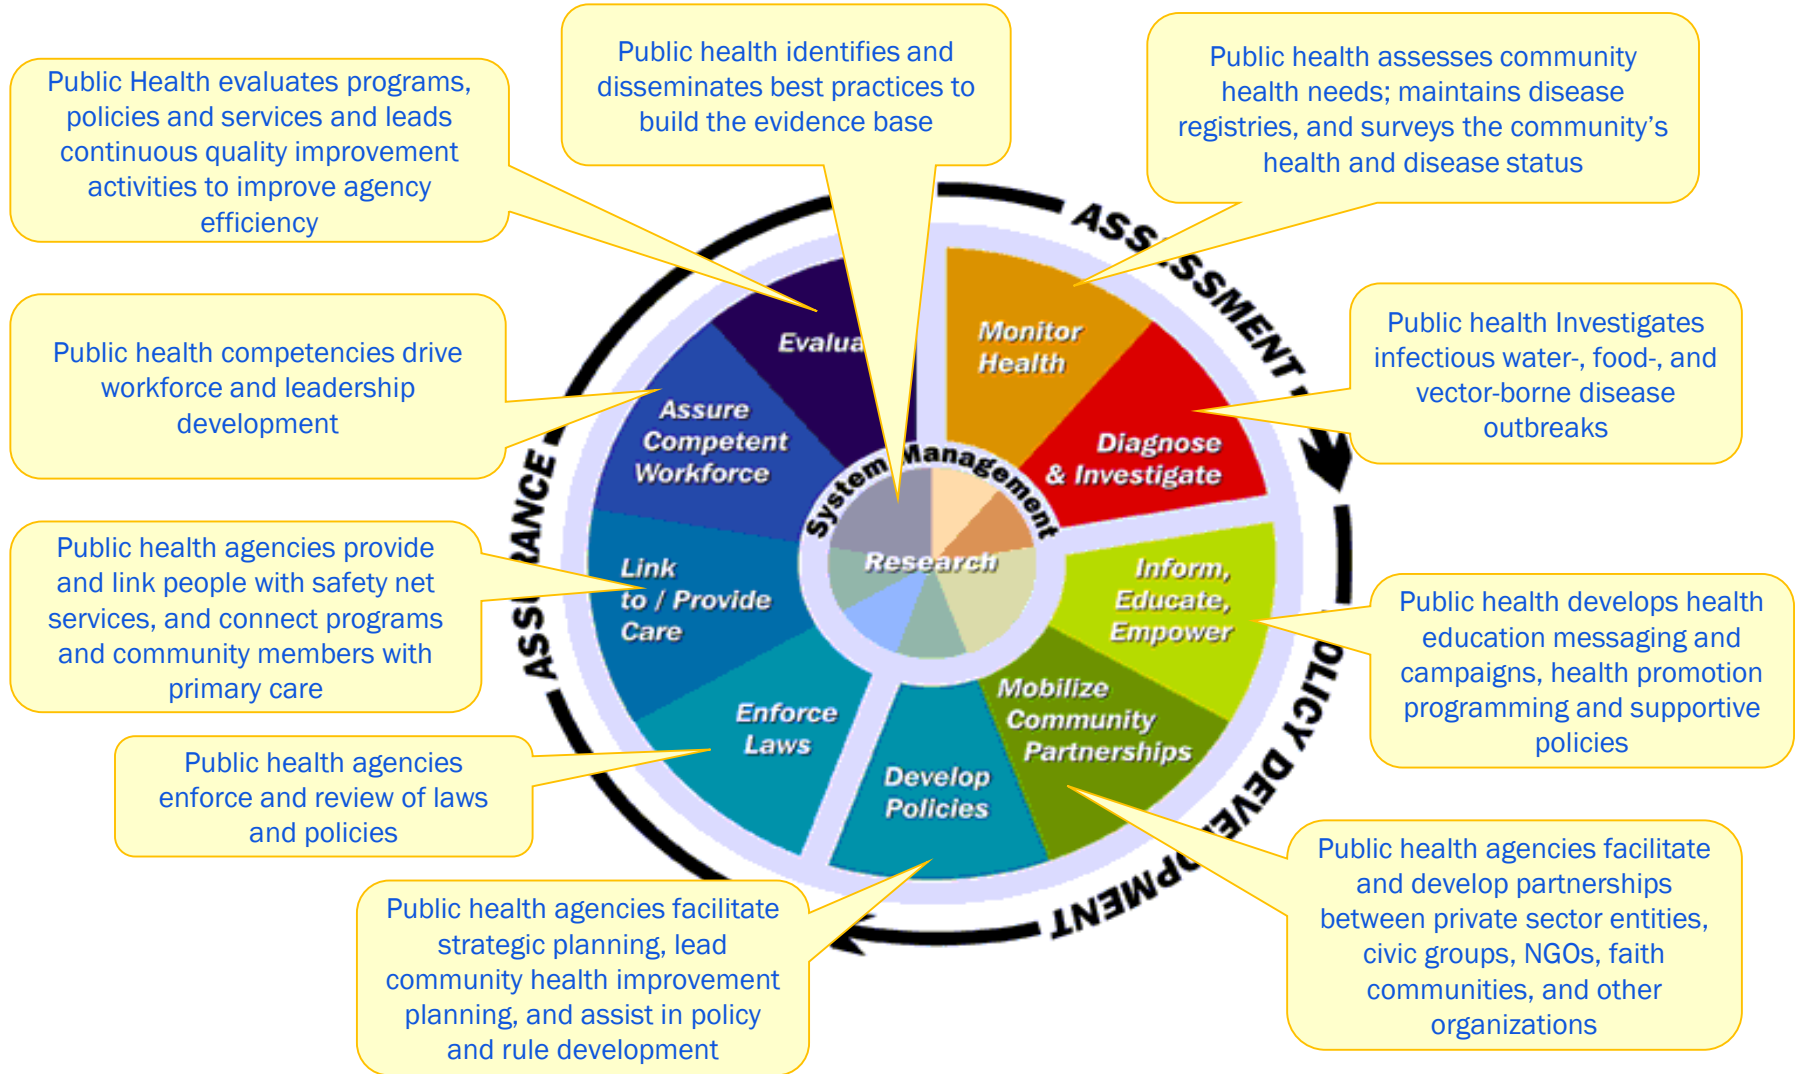 Public health identifies and
disseminates best practices to
build the evidence base
Public health assesses community
health needs; maintains disease
registries, and surveys the community’s
health and disease status
Public Health evaluates programs,
policies and services and leads
continuous quality improvement
activities to improve agency
efficiency
Public health Investigates
infectious water-, food-, and
vector-borne disease
outbreaks
Public health competencies drive
workforce and leadership
development
Public health agencies provide
and link people with safety net
services, and connect programs
and community members with
primary care
Public health develops health
education messaging and
campaigns, health promotion
programming and supportive
policies
Public health agencies
enforce and review of laws
and policies
Public health agencies facilitate
and develop partnerships
between private sector entities,
civic groups, NGOs, faith
communities, and other
organizations
Public health agencies facilitate
strategic planning, lead
community health improvement
planning, and assist in policy
and rule development
ASSESSMENT
POLICY DEVELOPMENT
ASSURANCE
Monitor
Health
Diagnose
& Investigate
Inform,
Educate,
Empower
Mobilize
Community
Partnerships
Develop
Policies
Enforce
Laws
Link
to / Provide
Care
Assure
Competent
Workforce
Evalua
System Management
Research